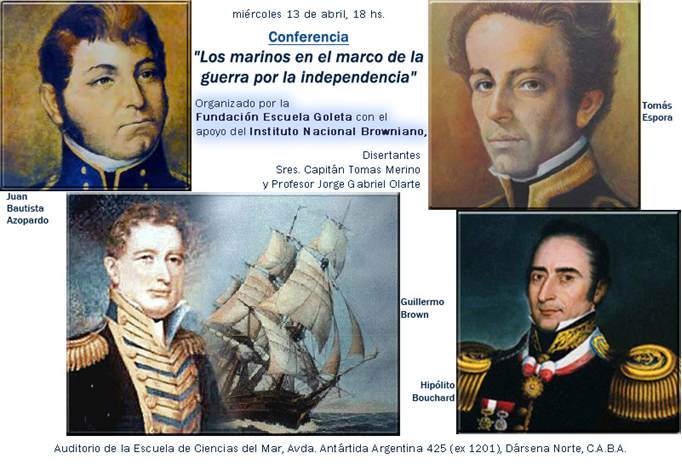 miércoles 13 de abril, 18 hs.
Conferencia
"Los marinos en el marco de la
guerra por la independencia"
Organizado por la
Fundación Escuela Goleta con el
apoyo del Instituto Nacional Browniano,
Disertantes
Sres. Capitán Tomas Merino
y Profesor Jorge Gabriel Olarte
Tomás
Espora
Juan
Bautista
Azopardo
Guillermo
Brown
Hipólito
Bouchard
Auditorio de la Escuela de Ciencias del Mar, Avda. Antártida Argentina 425 (ex 1201), Dársena Norte, C.A.B.A.